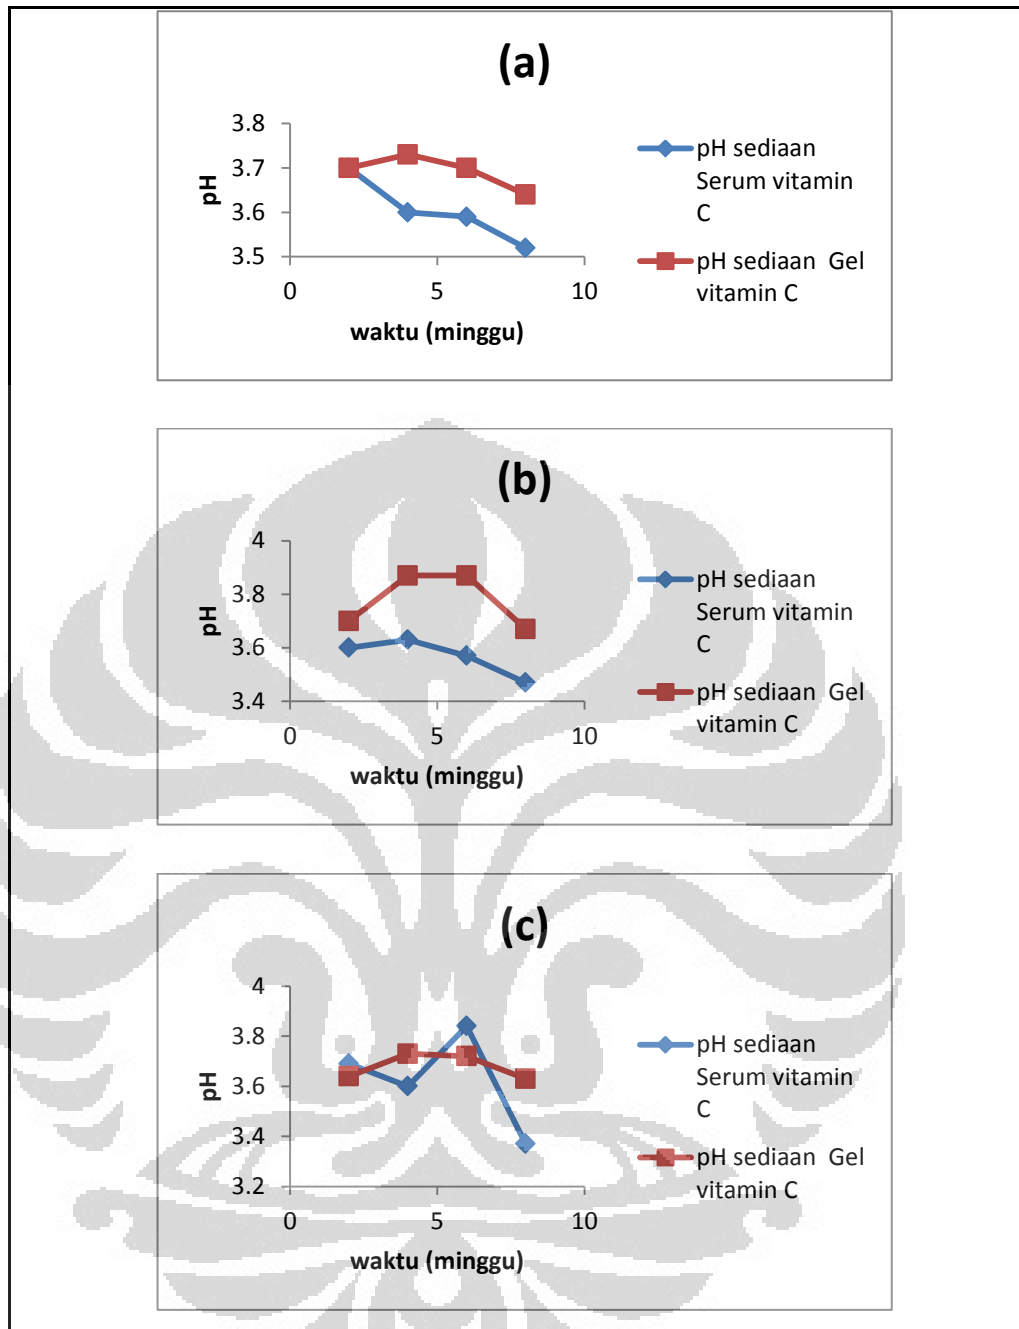 (a)
3.8
3.7
3.6
3.5
pH
0
5
10
waktu (minggu)
pH sediaan
Serum vitamin
C
pH sediaan  Gel
vitamin C
(b)
4
3.8
3.6
3.4
pH
0
5
10
waktu (minggu)
pH sediaan
Serum vitamin
C
pH sediaan  Gel
vitamin C
(c)
4
3.8
3.6
3.4
3.2
pH
0
5
10
waktu (minggu)
pH sediaan
Serum vitamin
C
pH sediaan  Gel
vitamin C